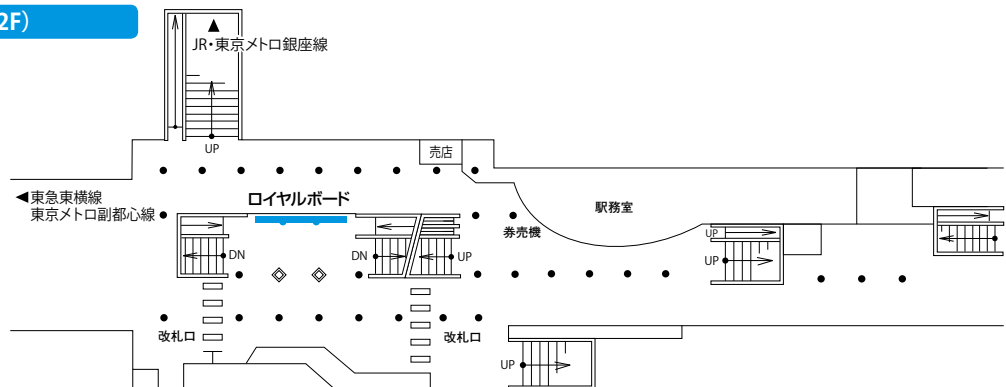 2F）
JR・東京メトロ銀座線
UP
売店
東急東横線
東京メトロ副都心線
ロイヤルボード
駅務室
券売機
UP
DN
DN
UP
UP
改札口
改札口
UP